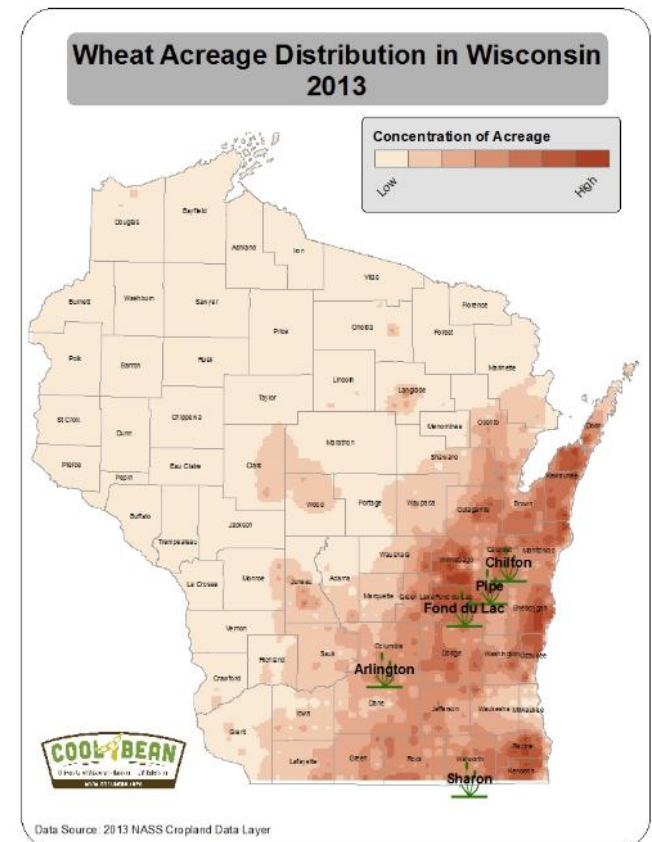 Wheat Acreage Distribution in Wisconsin
2013
Concentration of Acreage
Low
High
Douglas
Bayfield
Ashland
Iron
Vilas
Burnett
Washburn
Sawyer
Price
Oneida
Forest
Florence
Marinette
Polk
Barron
Rusk
Lincoln
Langlade
Taylor
Oconto
Door
St Croix
Dunn
Chippewa
Marathon
Menominee
Shawano
Pierce
Pepin
Eau Claire
Clark
Wood
Portage
Waupaca
Outagamie
Brown
Kewaunee
Buffalo
Trempealeau
Jackson
Waushara
Winnebago
Calumet
Manitowoc
Chilton
La Crosse
Monroe
Juneau
Adams
Marquette
Green Lake
Fond du Lac
Pipe
Fond du Lac
Sheboygan
Vernon
Columbia
Dodge
Washington
Ozaukee
Richland
Sauk
Crawford
Arlington
Dane
Jefferson
Waukesha
Milwaukee
Grant
Iowa
Lafayette
Green
Rock
Walworth
Racine
Kenosha
Sharon
COOL BEAN
Data Source: 2013 NASS Cropland Data Layer